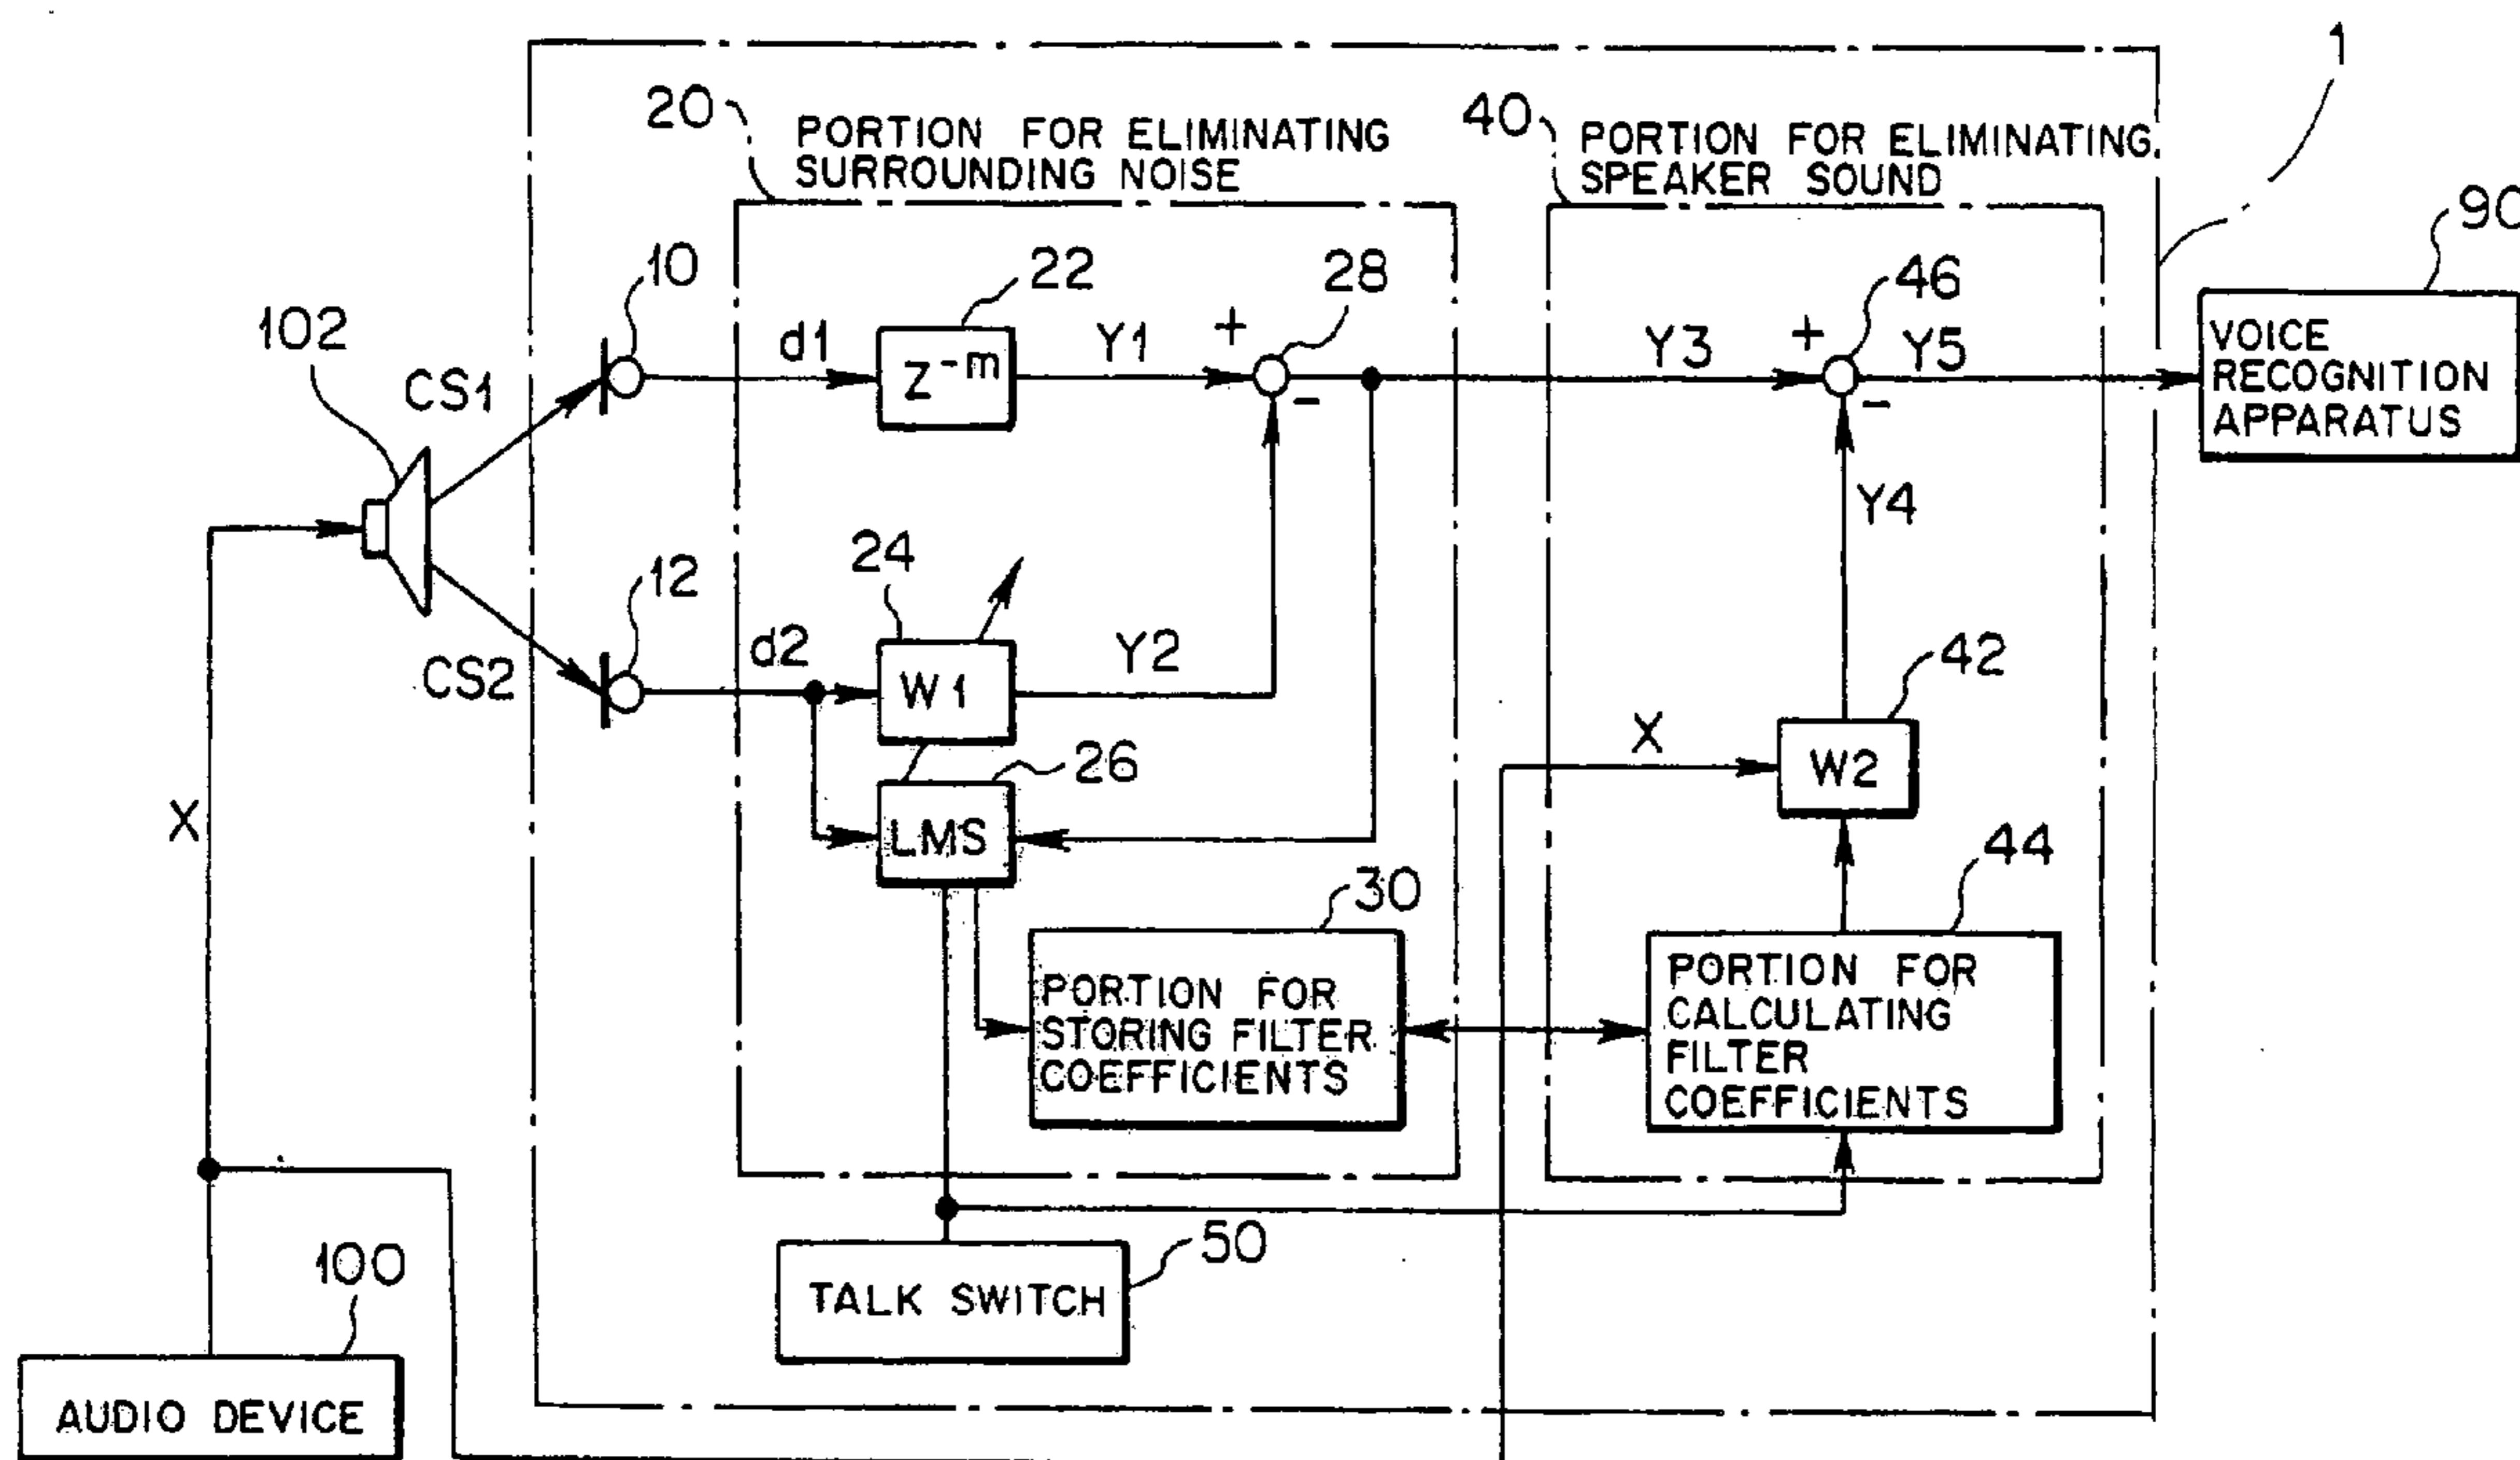 1
20
PORTION FOR ELIMINATING
SURROUNDING NOISE
40
PORTION FOR ELIMINATING
SPEAKER SOUND
90
VOICE
RECOGNITION
APPARATUS
10
22
28
46
102
CS1
d1
Z-m
Y1
+
-
Y3
+
-
Y5
Y4
24
12
CS2
d2
W1
Y2
42
X
W2
26
LMS
X
44
30
PORTION FOR
STORING FILTER
COEFFICIENTS
PORTION FOR
CALCULATING
FILTER
COEFFICIENTS
50
TALK SWITCH
100
AUDIO DEVICE